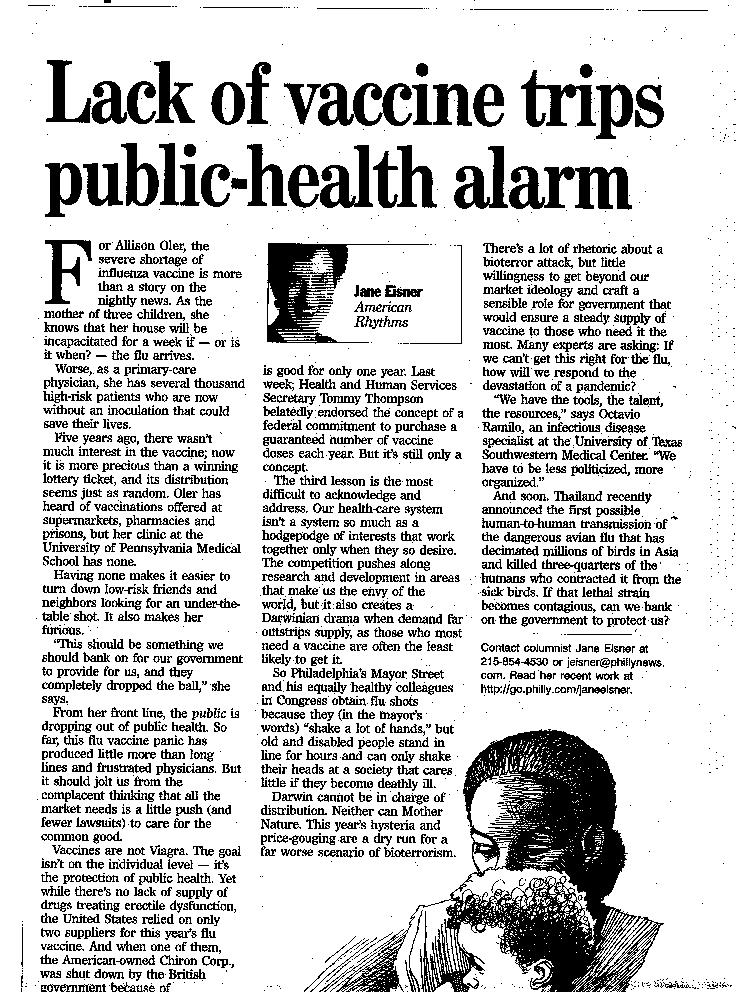 Lack of vaccine trips
public-health alarm
For Allison Oler, the
severe shortage of
influenza vaccine is more
than a story on the
nightly news. As the
mother of three children, she
knows that her house will be
incapacitated for a week if — or is
it when? — the flu arrives.
Worse, as a primary-care
physician, she has several thousand
high-risk patients who are now
without an inoculation that could
save their lives.
Five years ago, there wasn't
much interest in the vaccine; now
it is more precious than a winning
lottery ticket, and its distribution
seems just as random. Oler has
heard of vaccinations offered at
supermarkets, pharmacies and
prisons, but her clinic at the
University of Pennsylvania Medical
School has none.
Having none makes it easier to
turn down low-risk friends and
neighbors looking for an under-the-
table shot. It also makes her
furious.
"This should be something we
should bank on for our government
to provide for us, and they
completely dropped the ball," she
says.
From her front line, the public is
dropping out of public health. So
far, this flu vaccine panic has
produced little more than long
lines and frustrated physicians. But
it should jolt us from the
complacent thinking that all the
market needs is a little push (and
fewer lawsuits) to care for the
common good.
Vaccines are not Viagra. The goal
isn't on the individual level — it's
the protection of public health. Yet
while there's no lack of supply of
drugs treating erectile dysfunction,
the United States relied on only
two suppliers for this year's flu
vaccine. And when one of them,
the American-owned Chiron Corp.,
was shut down by the British
government because of
Jane Eisner
American
Rhythms
is good for only one year. Last
week, Health and Human Services
Secretary Tommy Thompson
belatedly endorsed the concept of a
federal commitment to purchase a
guaranteed number of vaccine
doses each year. But it's still only a
concept.
The third lesson is the most
difficult to acknowledge and
address. Our health-care system
isn't a system so much as a
hodgepodge of interests that work
together only when they so desire.
The competition pushes along
research and development in areas
that make us the envy of the
world, but it also creates a
Darwinian drama when demand far
outstrips supply, as those who most
need a vaccine are often the least
likely to get it.
So Philadelphia's Mayor Street
and his equally healthy colleagues
in Congress obtain flu shots
because they (in the mayor's
words) "shake a lot of hands," but
old and disabled people stand in
line for hours and can only shake
their heads at a society that cares
little if they become deathly ill.
Darwin cannot be in charge of
distribution. Neither can Mother
Nature. This year's hysteria and
price-gouging are a dry run for a
far worse scenario of bioterrorism.
There's a lot of rhetoric about a
bioterror attack, but little
willingness to get beyond our
market ideology and craft a
sensible role for government that
would ensure a steady supply of
vaccine to those who need it the
most. Many experts are asking: If
we can't get this right for the flu,
how will we respond to the
devastation of a pandemic?
"We have the tools, the talent,
the resources," says Octavio
Ramilo, an infectious disease
specialist at the University of Texas
Southwestern Medical Center. "We
have to be less politicized, more
organized."
And soon. Thailand recently
announced the first possible
human-to-human transmission of
the dangerous avian flu that has
decimated millions of birds in Asia
and killed three-quarters of the
humans who contracted it from the
sick birds. If that lethal strain
becomes contagious, can we bank
on the government to protect us?
Contact columnist Jane Eisner at
215-854-4530 or jeisner@phillynews.
com. Read her recent work at
http://go.philly.com/janeeisner.